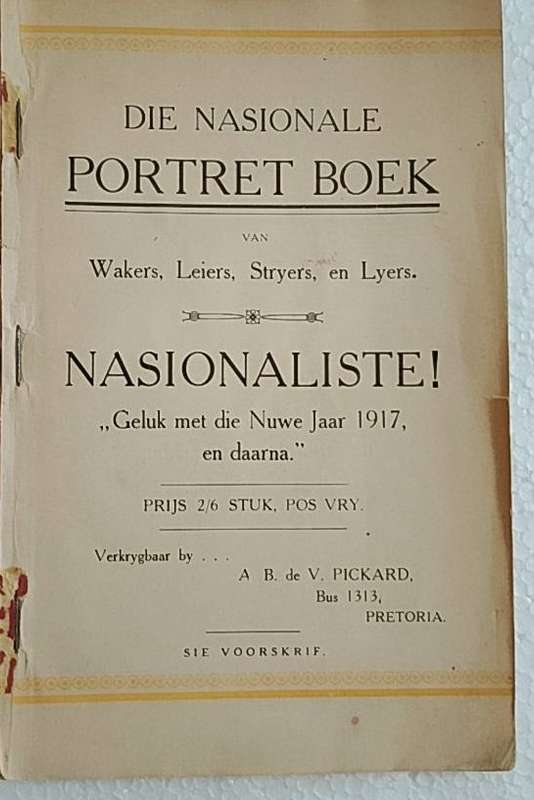 DIE NASIONALE
PORTRET BOEK
VAN
Wakers, Leiers, Stryers, en Lyers.
NASIONALISTE!
„Geluk met die Nuwe Jaar 1917,
en daarna.”
PRIJS 2/6 STUK, POS VRY.
Verkrygbaar by . . .
A B. de V. PICKARD,
Bus 1313,
PRETORIA.
SIE VOORSKRIF.